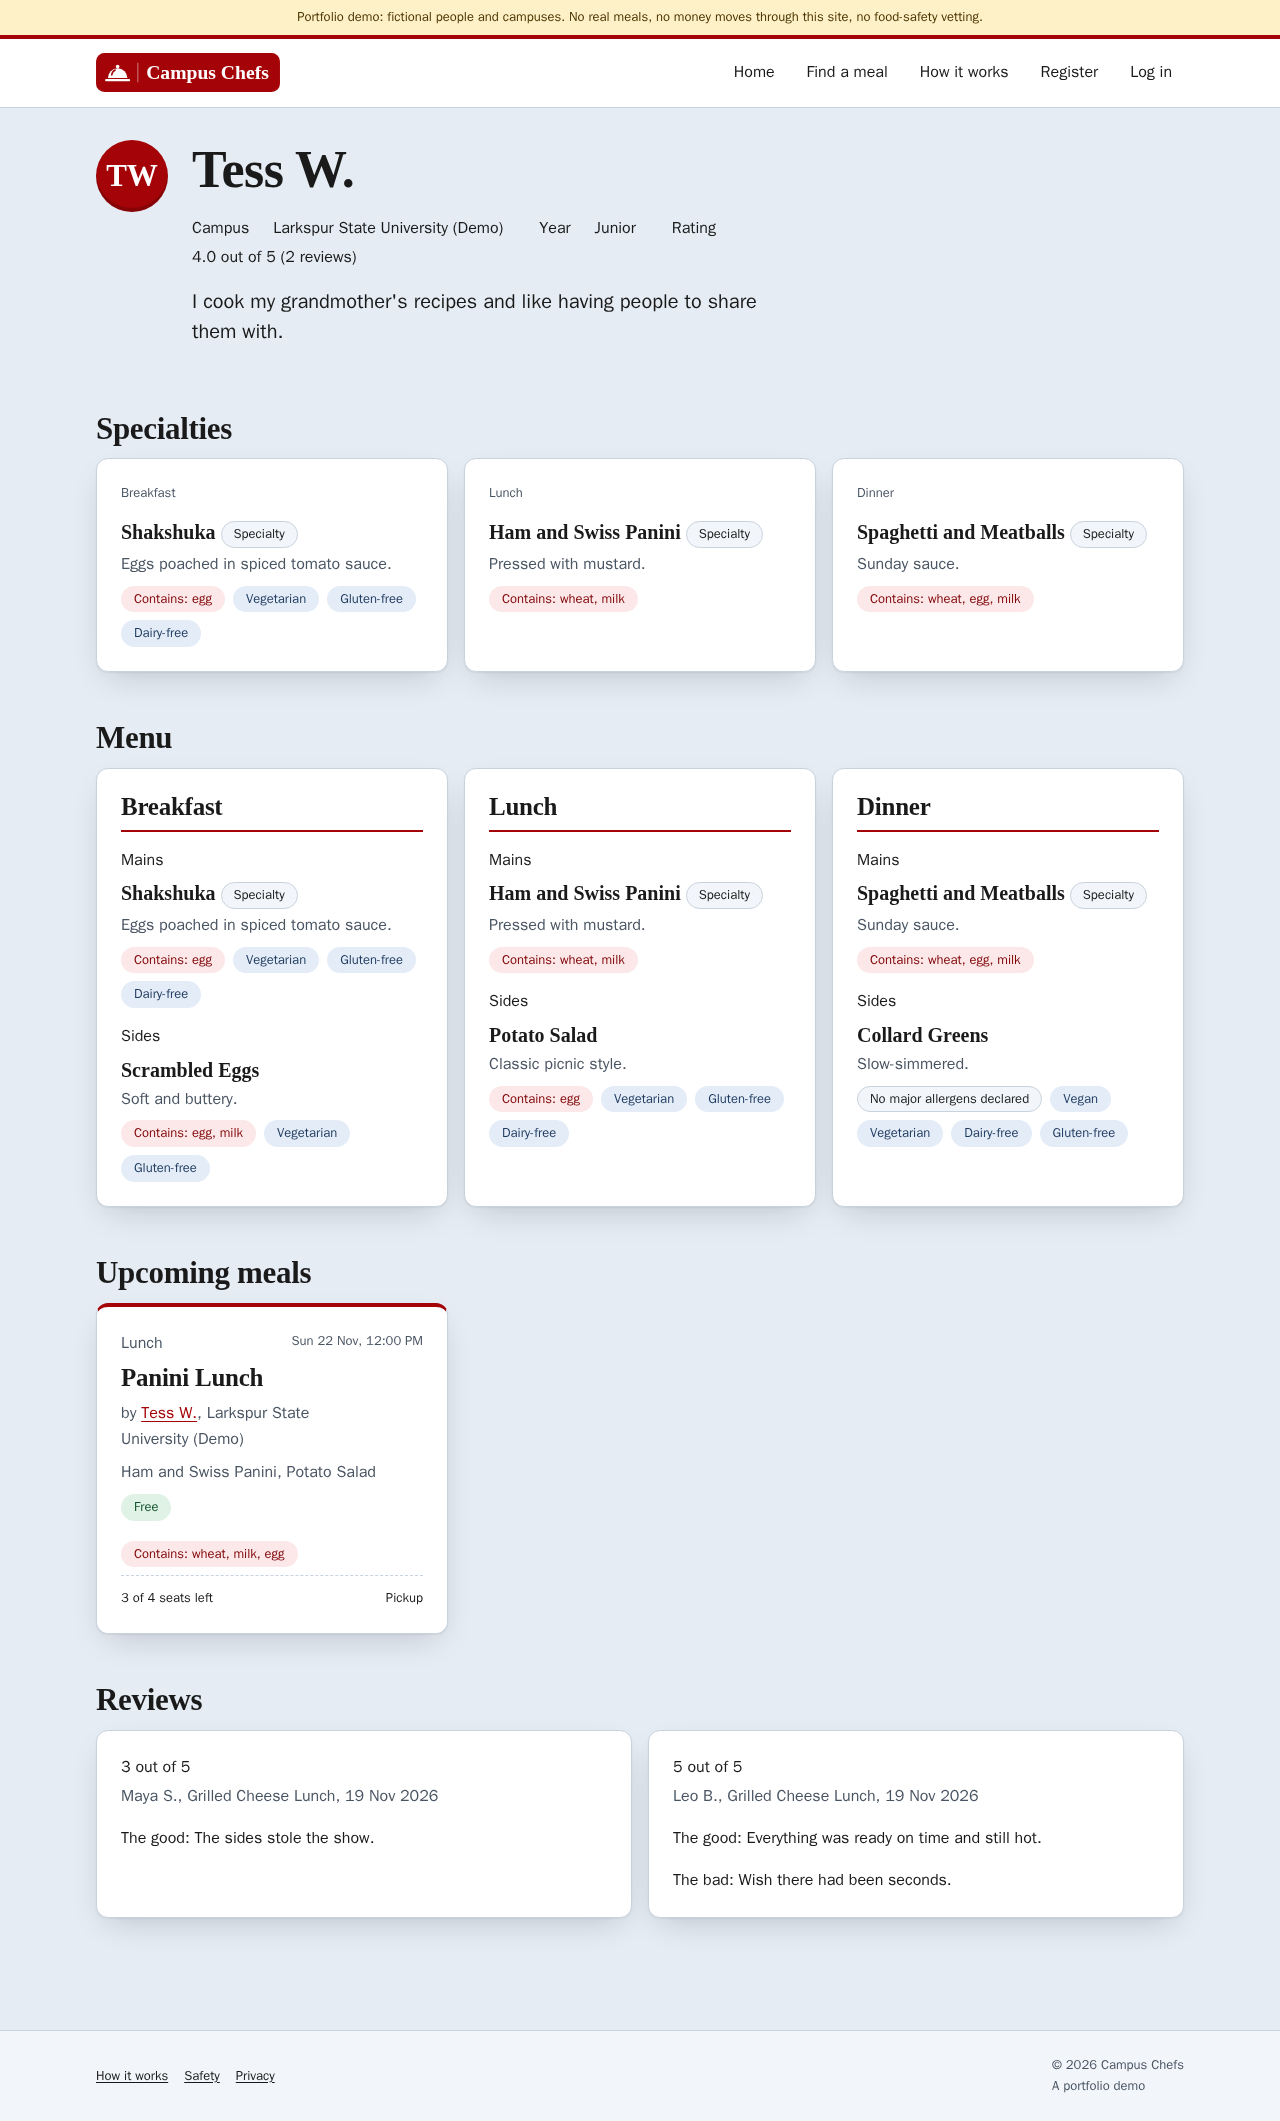 Portfolio demo: fictional people and campuses. No real meals, no money moves through this site, no food-safety vetting.
Campus Chefs
Home Find a meal How it works Register Log in
TW
Tess W.
Campus Larkspur State University (Demo) Year Junior Rating
4.0 out of 5 (2 reviews)
I cook my grandmother's recipes and like having people to share
them with.
Specialties
Breakfast
Shakshuka Specialty
Eggs poached in spiced tomato sauce.
Contains: egg Vegetarian Gluten-free
Dairy-free
Lunch
Ham and Swiss Panini Specialty
Pressed with mustard.
Contains: wheat, milk
Dinner
Spaghetti and Meatballs Specialty
Sunday sauce.
Contains: wheat, egg, milk
Menu
Breakfast
Mains
Shakshuka Specialty
Eggs poached in spiced tomato sauce.
Contains: egg Vegetarian Gluten-free
Dairy-free
Sides
Scrambled Eggs
Soft and buttery.
Contains: egg, milk Vegetarian
Gluten-free
Lunch
Mains
Ham and Swiss Panini Specialty
Pressed with mustard.
Contains: wheat, milk
Sides
Potato Salad
Classic picnic style.
Contains: egg Vegetarian Gluten-free
Dairy-free
Dinner
Mains
Spaghetti and Meatballs Specialty
Sunday sauce.
Contains: wheat, egg, milk
Sides
Collard Greens
Slow-simmered.
No major allergens declared Vegan
Vegetarian Dairy-free Gluten-free
Upcoming meals
Lunch Sun 22 Nov, 12:00 PM
Panini Lunch
by Tess W., Larkspur State
University (Demo)
Ham and Swiss Panini, Potato Salad
Free
Contains: wheat, milk, egg
3 of 4 seats left Pickup
Reviews
3 out of 5
Maya S., Grilled Cheese Lunch, 19 Nov 2026
The good: The sides stole the show.
5 out of 5
Leo B., Grilled Cheese Lunch, 19 Nov 2026
The good: Everything was ready on time and still hot.
The bad: Wish there had been seconds.
How it works Safety Privacy
© 2026 Campus Chefs
A portfolio demo